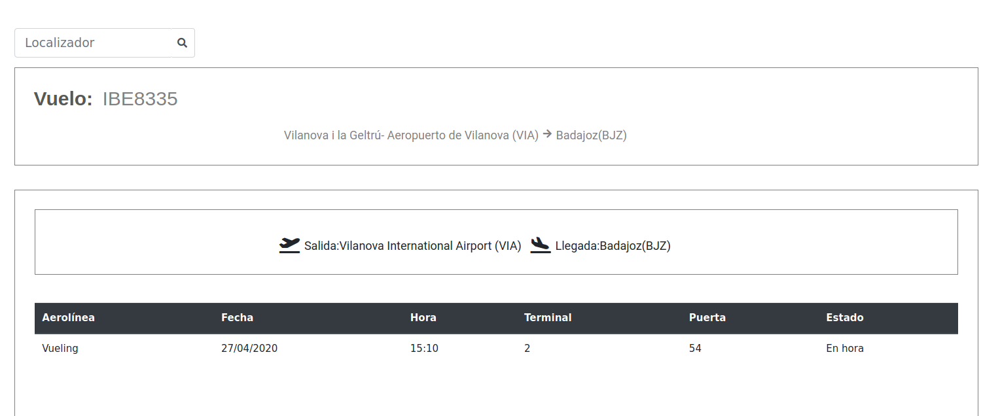 Localizador
Vuelo: IBE8335
Vilanova i la Geltrú- Aeropuerto de Vilanova (VIA) → Badajoz(BJZ)
Salida:Vilanova International Airport (VIA) Llegada:Badajoz(BJZ)
Aerolínea Fecha Hora Terminal Puerta Estado
Vueling 27/04/2020 15:10 2 54 En hora